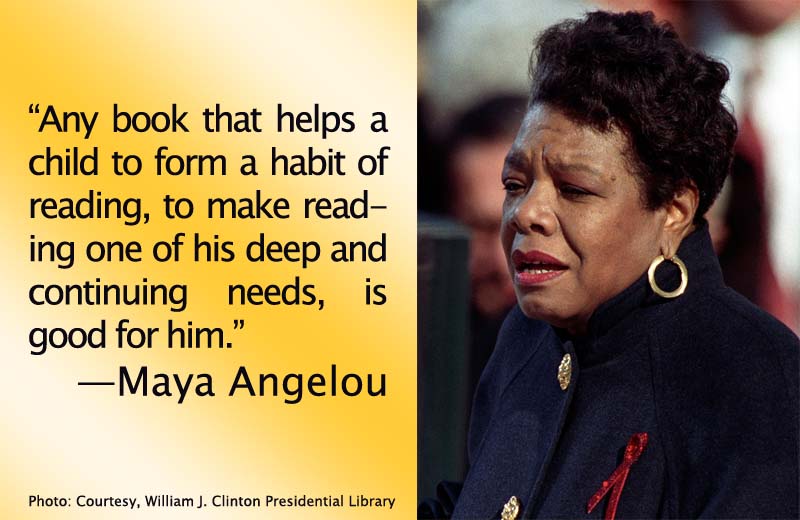 “Any book that helps a
child to form a habit of
reading, to make read-
ing one of his deep and
continuing needs, is
good for him.”
—Maya Angelou
Photo: Courtesy, William J. Clinton Presidential Library